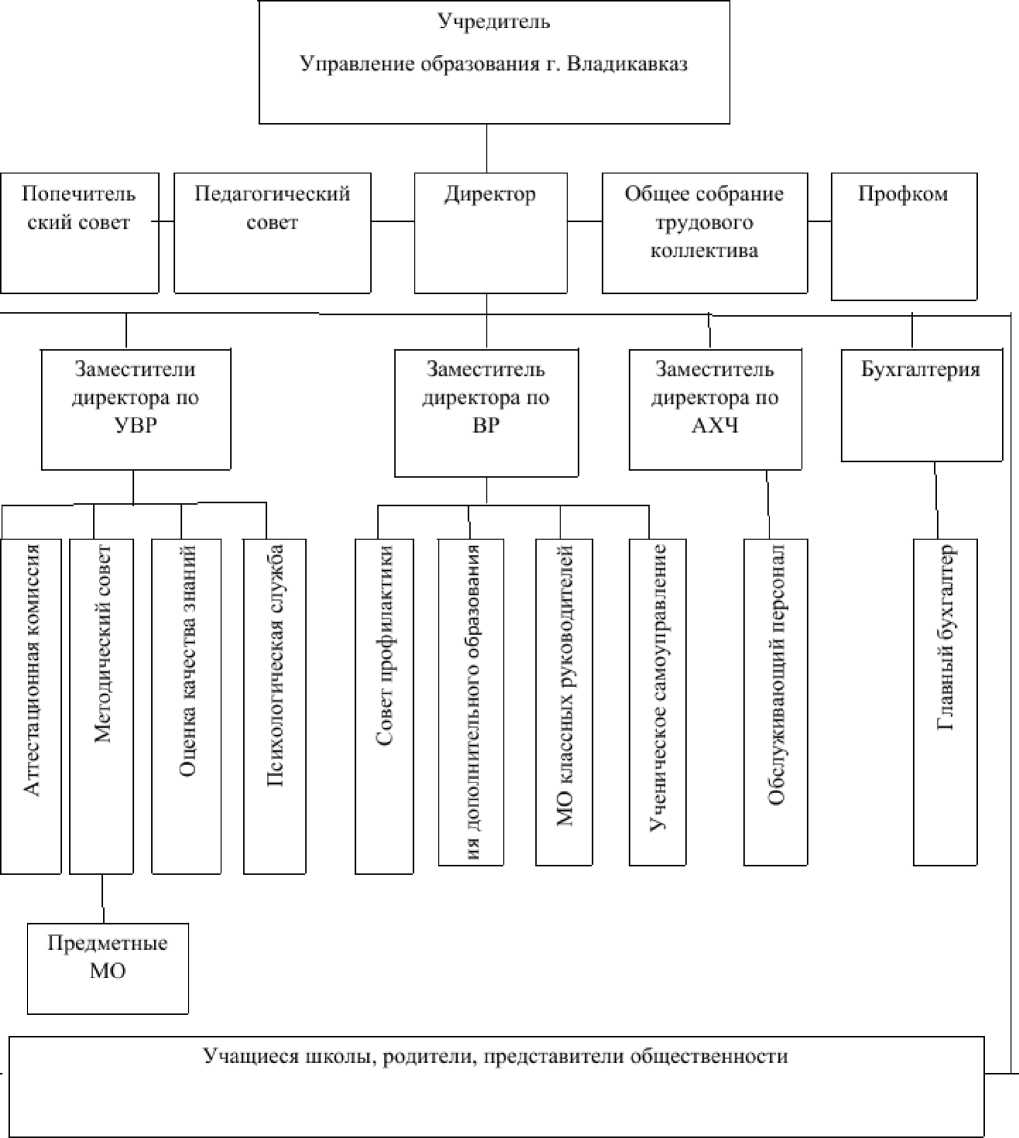 Учредитель
Управление образования г. Владикавказ
Попечитель
ский совет
Педагогический
совет
Директор
Общее собрание
трудового
коллектива
Профком
Заместители
директора по
УВР
Заместитель
директора по
ВР
Заместитель
директора по
АХЧ
Бухгалтерия
Аттестационная комиссия
Методический совет
Оценка качества знаний
Психологическая служба
Совет профилактики
ия дополнительного образования
МО классных руководителей
Ученическое самоуправление
Обслуживающий персонал
Главный бухгалтер
Предметные
МО
Учащиеся школы, родители, представители общественности